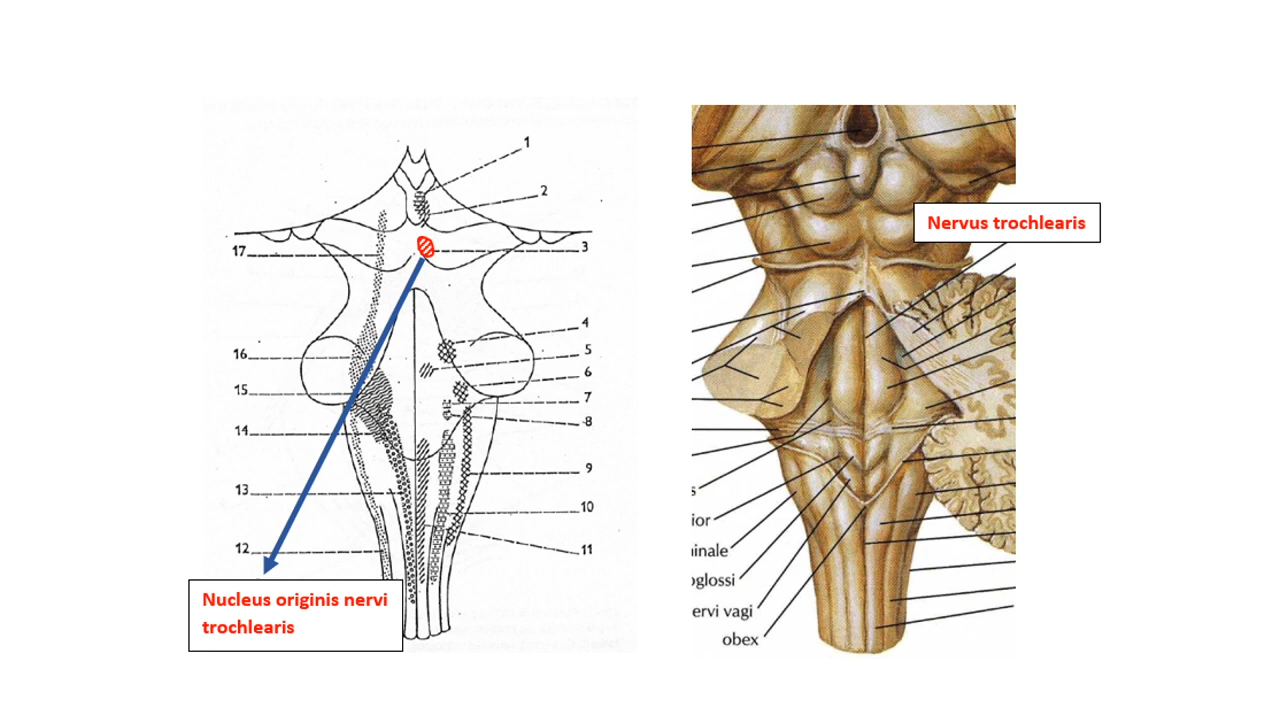 1
2
3
17
4
5
16
6
15
7
8
14
9
13
10
12
11
Nucleus originis nervi
trochlearis
Nervus trochlearis
s
ior
inale
oglossi
ervi vagi
obex